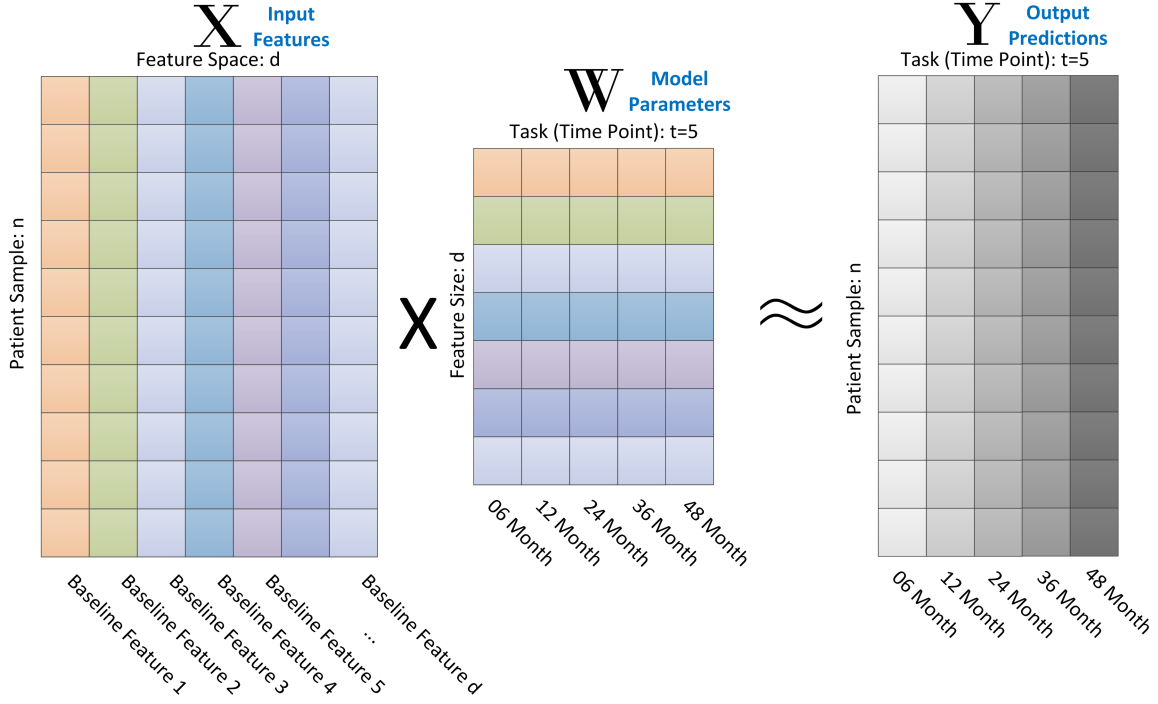 X
Input
Features
Feature Space: d
Patient Sample: n
Baseline Feature 1
Baseline Feature 2
Baseline Feature 3
Baseline Feature 4
Baseline Feature 5
...
Baseline Feature d
X
W
Model
Parameters
Task (Time Point): t=5
Feature Size: d
06 Month
12 Month
24 Month
36 Month
48 Month
≈
Y
Output
Predictions
Task (Time Point): t=5
Patient Sample: n
06 Month
12 Month
24 Month
36 Month
48 Month